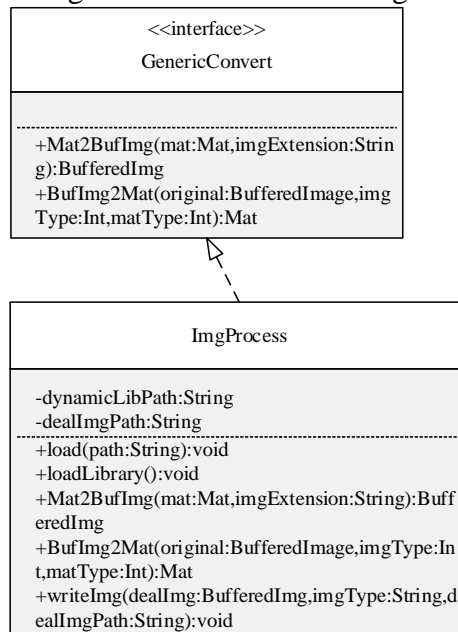 <<interface>>
GenericConvert
+Mat2BufImg(mat:Mat,imgExtension:Strin
g):BufferedImg
+BufImg2Mat(original:BufferedImage,img
Type:Int,matType:Int):Mat
ImgProcess
-dynamicLibPath:String
-dealImgPath:String
+load(path:String):void
+loadLibrary():void
+Mat2BufImg(mat:Mat,imgExtension:String):Buff
eredImg
+BufImg2Mat(original:BufferedImage,imgType:In
t,matType:Int):Mat
+writeImg(dealImg:BufferedImg,imgType:String,d
ealImgPath:String):void